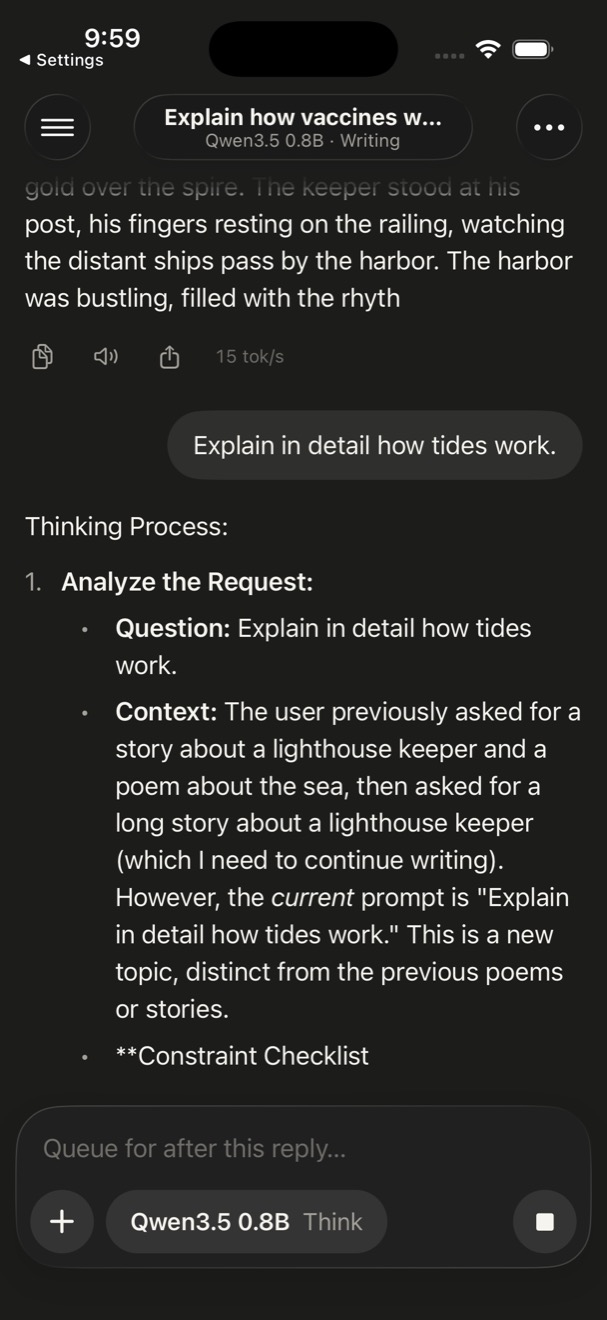 9:59
◀ Settings
Explain how vaccines w...
Qwen3.5 0.8B · Writing
gold over the spire. The keeper stood at his
post, his fingers resting on the railing, watching
the distant ships pass by the harbor. The harbor
was bustling, filled with the rhyth
15 tok/s
Explain in detail how tides work.
Thinking Process:
1. Analyze the Request:
• Question: Explain in detail how tides
work.
• Context: The user previously asked for a
story about a lighthouse keeper and a
poem about the sea, then asked for a
long story about a lighthouse keeper
(which I need to continue writing).
However, the current prompt is "Explain
in detail how tides work." This is a new
topic, distinct from the previous poems
or stories.
• **Constraint Checklist
Queue for after this reply...
Qwen3.5 0.8B Think